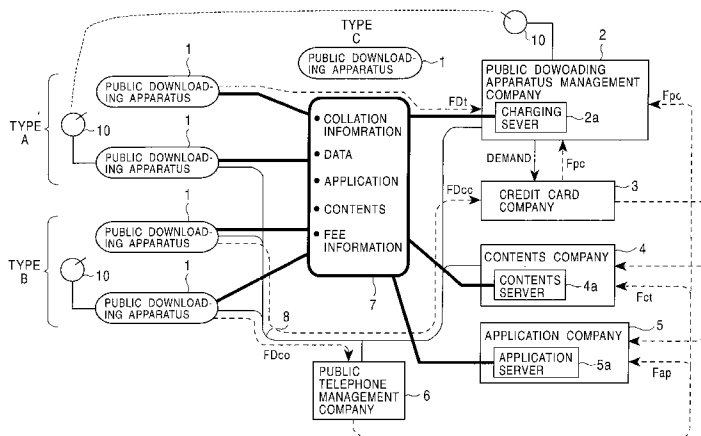 TYPE
C
PUBLIC DOWNLOAD-
ING APPARATUS
1
10
2
PUBLIC DOWCOADING
APPARATUS MANAGEMENT
COMPANY
CHARGING
SEVER
2a
FDt
Fpc
1
PUBLIC DOWNLOAD-
ING APPARATUS
TYPE
A
10
1
PUBLIC DOWNLOAD-
ING APPARATUS
• COLLATION
INFOMRATION
• DATA
• APPLICATION
• CONTENTS
• FEE
INFORMATION
7
DEMAND
Fpc
FDcc
CREDIT CARD
COMPANY
3
1
PUBLIC DOWNLOAD-
ING APPARATUS
TYPE
B
10
1
PUBLIC DOWNLOAD-
ING APPARATUS
CONTENTS COMPANY
4
CONTENTS
SERVER
4a
Fct
8
FDco
PUBLIC
TELEPHONE
MANAGEMENT
COMPANY
6
APPLICATION COMPANY
5
APPLICATION
SERVER
5a
Fap